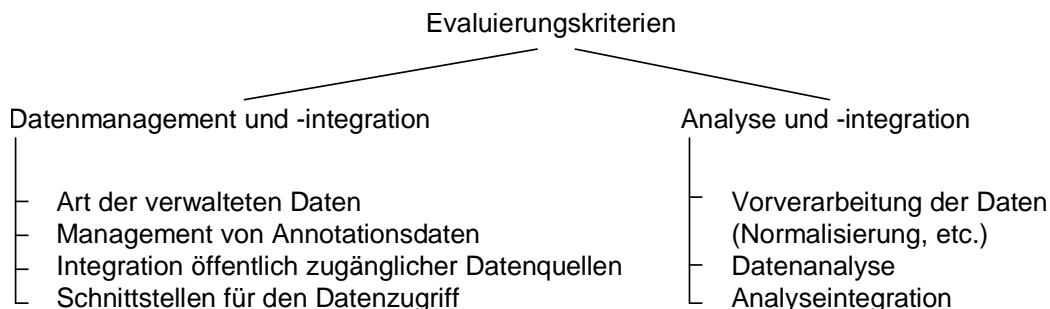 Evaluierungskriterien
Datenmanagement und -integration
Art der verwalteten Daten
Management von Annotationsdaten
Integration öffentlich zugänglicher Datenquellen
Schnittstellen für den Datenzugriff
Analyse und -integration
Vorverarbeitung der Daten
(Normalisierung, etc.)
Datenanalyse
Analyseintegration